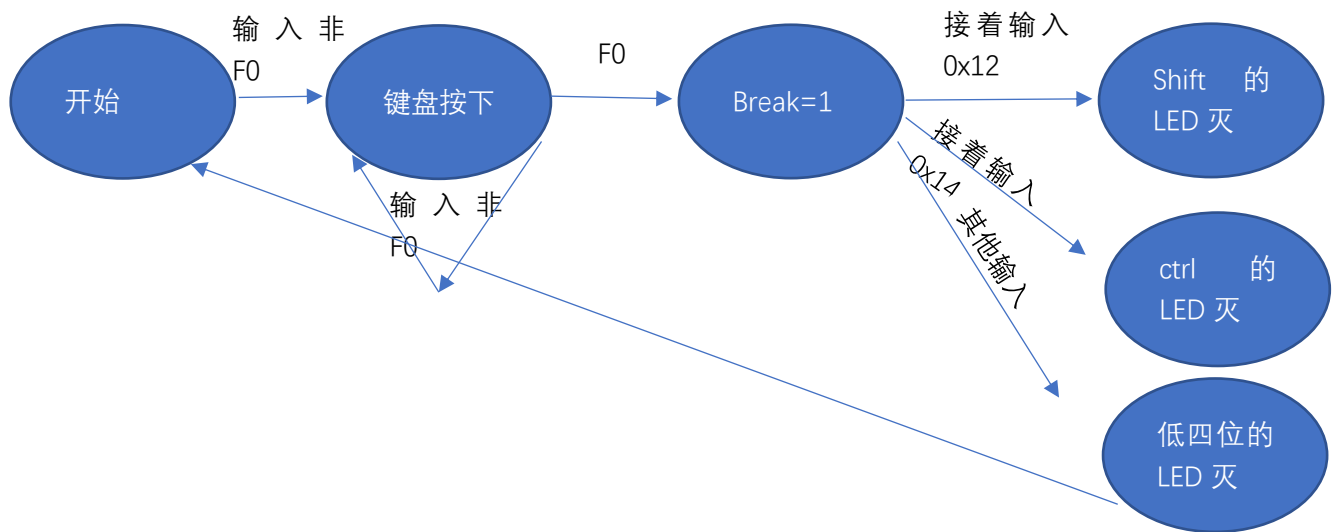 开始
输入非
F0
键盘按下
F0
Break=1
接着输入
0x12
Shift 的
LED 灭
输入非
F0
接着输入
0x14
其他输入
ctrl 的
LED 灭
低四位的
LED 灭